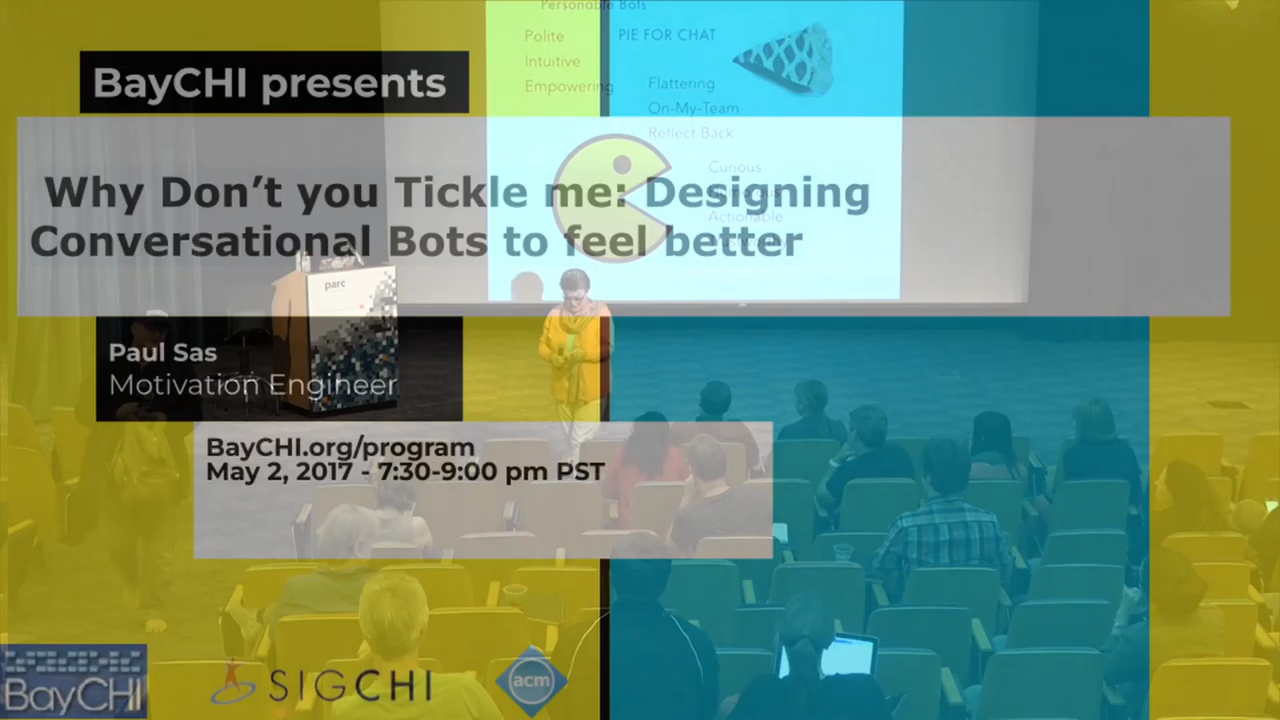 Personable Bots
Polite
Intuitive
Empowering
PIE FOR CHAT
Flattering
On-My-Team
Reflect Back
Curious
Actionable
BayCHI presents
Why Don't you Tickle me: Designing
Conversational Bots to feel better
parc
Paul Sas
Motivation Engineer
BayCHI.org/program
May 2, 2017 - 7:30-9:00 pm PST
BayCHI
SIGCHI
acm